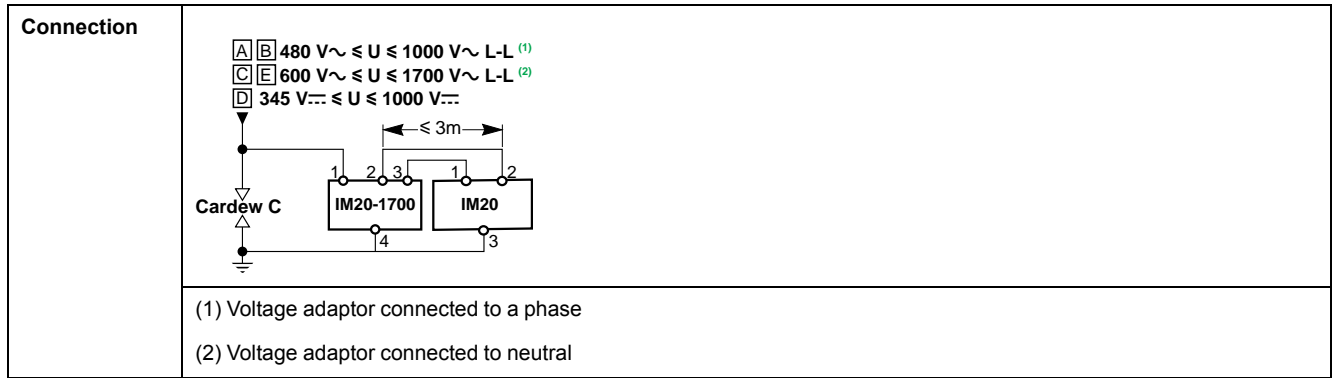 Connection
A B 480 V∼ ⩽ U ⩽ 1000 V∼ L-L (1)
C E 600 V∼ ⩽ U ⩽ 1700 V∼ L-L (2)
D 345 V⎓ ⩽ U ⩽ 1000 V⎓
⩽ 3m
1 2 3 1 2
Cardew C IM20-1700 IM20
4 3
(1) Voltage adaptor connected to a phase
(2) Voltage adaptor connected to neutral